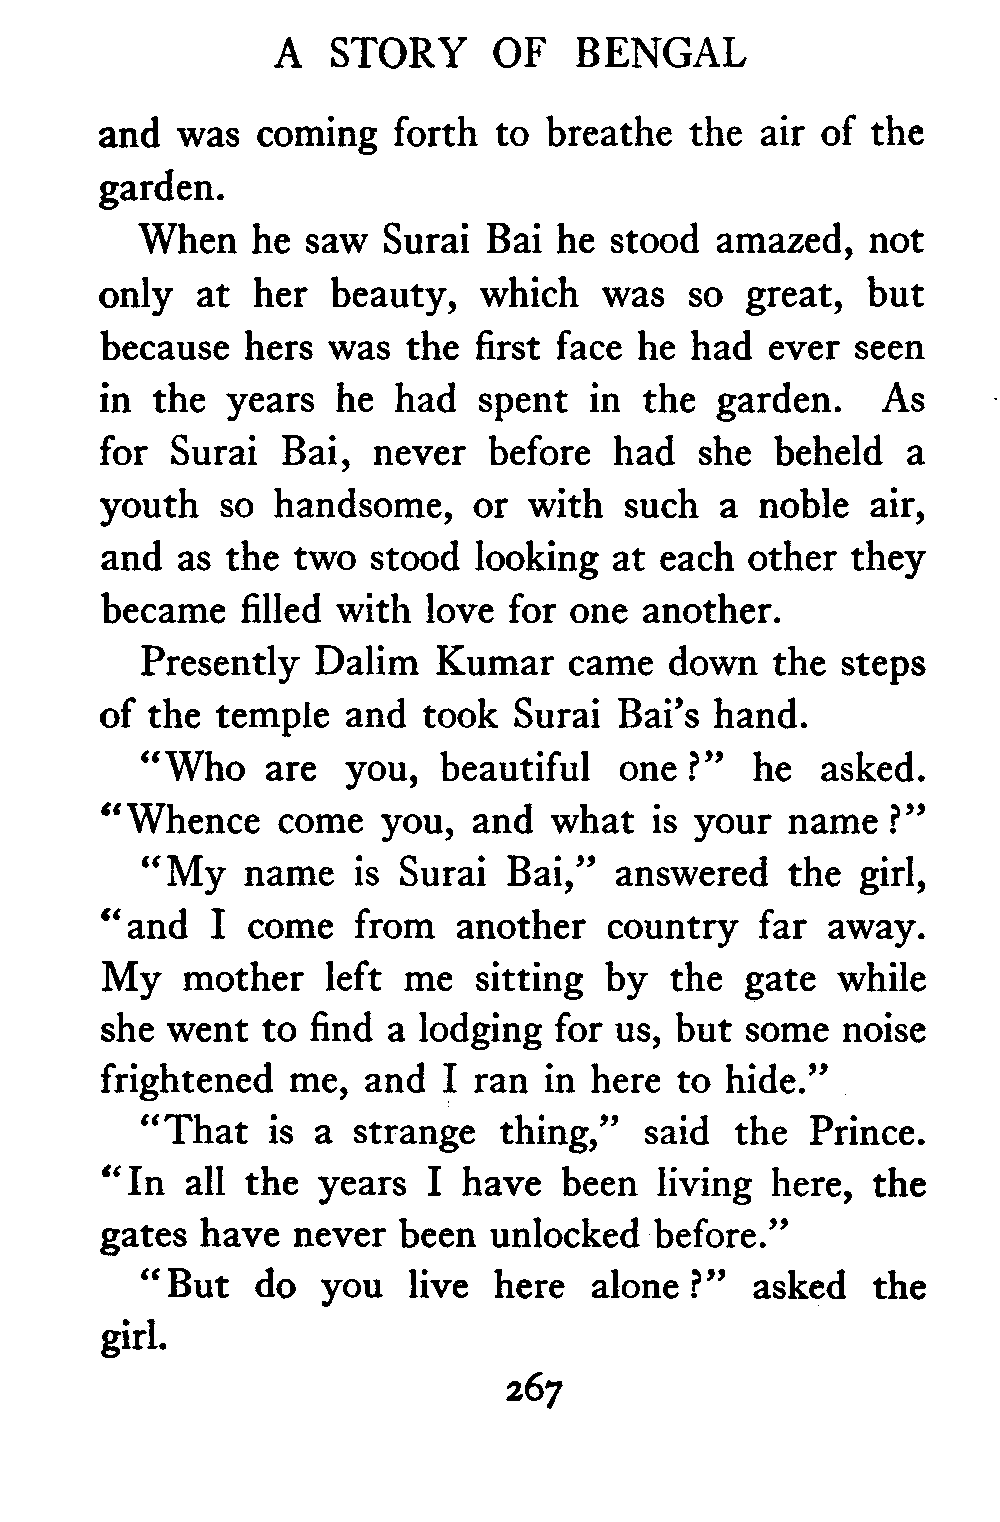 A STORY OF BENGAL
and was coming forth to breathe the air of the
garden.
When he saw Surai Bai he stood amazed, not
only at her beauty, which was so great, but
because hers was the first face he had ever seen
in the years he had spent in the garden. As
for Surai Bai, never before had she beheld a
youth so handsome, or with such a noble air,
and as the two stood looking at each other they
became filled with love for one another.
Presently Dalim Kumar came down the steps
of the temple and took Surai Bai’s hand.
“Who are you, beautiful one?” he asked.
“Whence come you, and what is your name?”
“My name is Surai Bai,” answered the girl,
“and I come from another country far away.
My mother left me sitting by the gate while
she went to find a lodging for us, but some noise
frightened me, and I ran in here to hide.”
“That is a strange thing,” said the Prince.
“In all the years I have been living here, the
gates have never been unlocked before.”
“But do you live here alone?” asked the
girl.
267